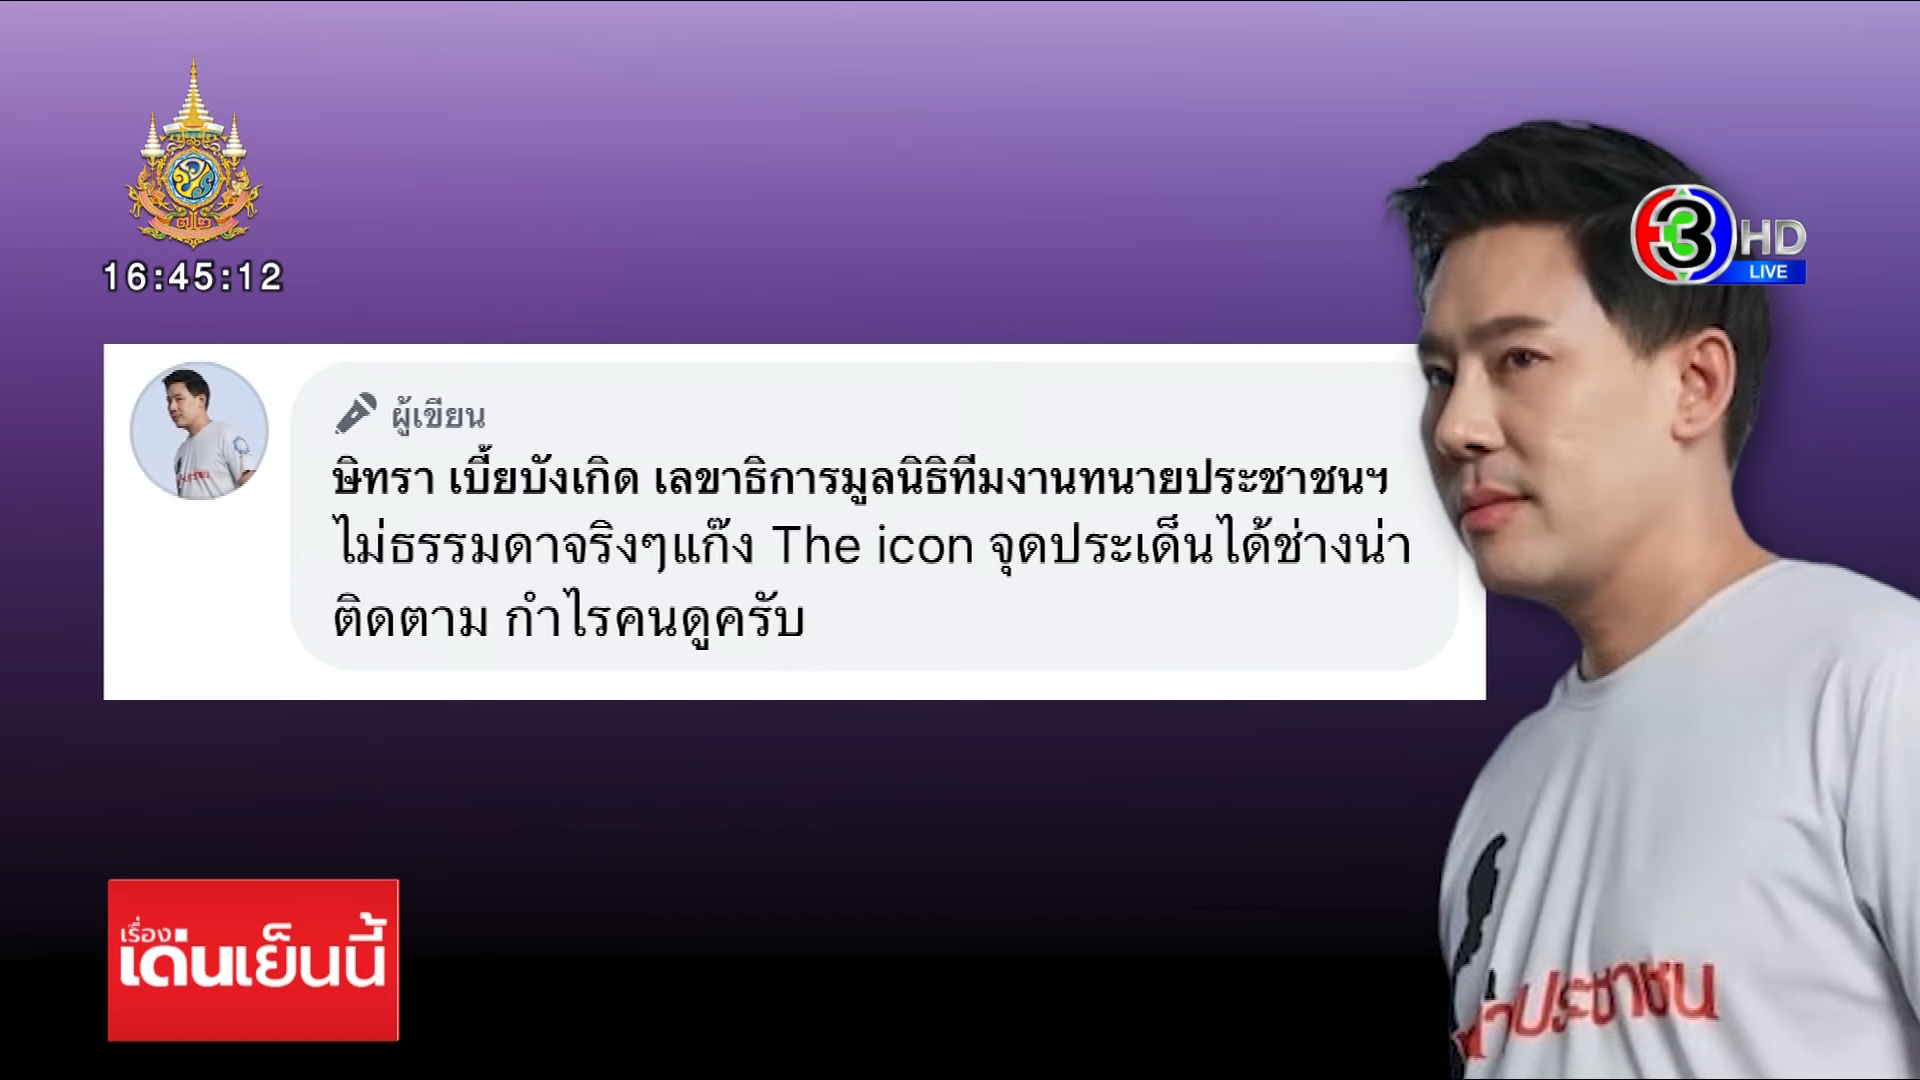 ๗๒
16:45:12
3 HD
LIVE
ผู้เขียน
ษิทรา เบี้ยบังเกิด เลขาธิการมูลนิธิทีมงานทนายประชาชนฯ
ไม่ธรรมดาจริงๆแก๊ง The icon จุดประเด็นได้ช่างน่า
ติดตาม กำไรคนดูครับ
เรื่อง
เด่นเย็นนี้
ประชาชน